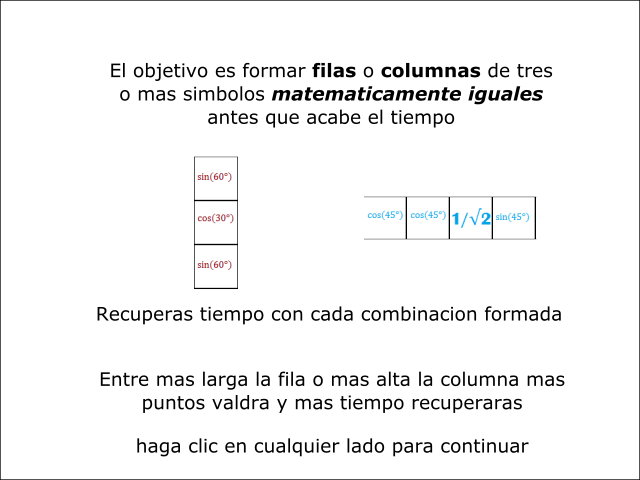 El objetivo es formar filas o columnas de tres
o mas simbolos matematicamente iguales
antes que acabe el tiempo
sin(60°)
cos(30°)
sin(60°)
cos(45°) cos(45°) 1/√2 sin(45°)
Recuperas tiempo con cada combinacion formada
Entre mas larga la fila o mas alta la columna mas
puntos valdra y mas tiempo recuperaras
haga clic en cualquier lado para continuar